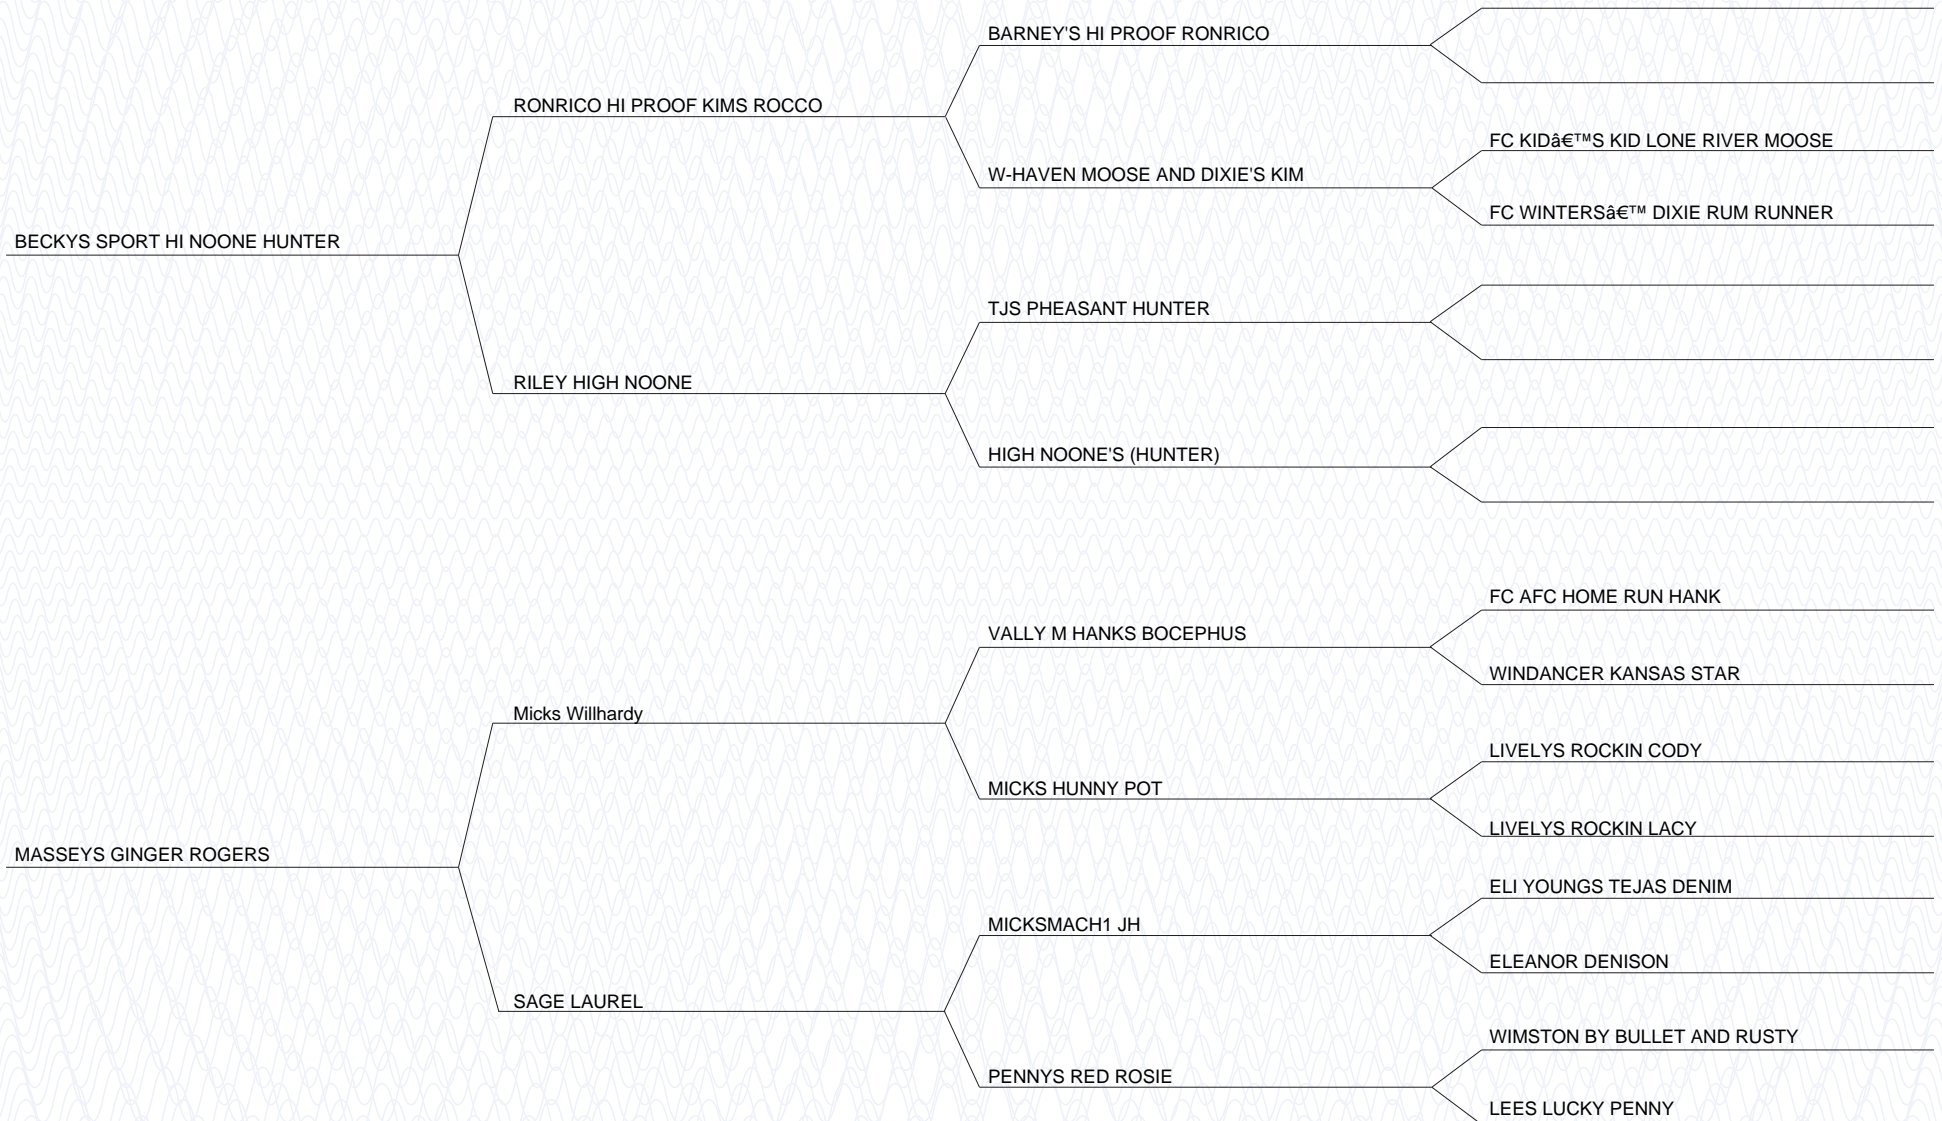 BARNEY'S HI PROOF RONRICO
RONRICO HI PROOF KIMS ROCCO
FC KIDâ€™S KID LONE RIVER MOOSE
W-HAVEN MOOSE AND DIXIE'S KIM
FC WINTERSâ€™ DIXIE RUM RUNNER
BECKYS SPORT HI NOONE HUNTER
TJS PHEASANT HUNTER
RILEY HIGH NOONE
HIGH NOONE'S (HUNTER)
FC AFC HOME RUN HANK
VALLY M HANKS BOCEPHUS
WINDANCER KANSAS STAR
Micks Willhardy
LIVELYS ROCKIN CODY
MICKS HUNNY POT
LIVELYS ROCKIN LACY
MASSEYS GINGER ROGERS
ELI YOUNGS TEJAS DENIM
MICKSMACH1 JH
ELEANOR DENISON
SAGE LAUREL
WIMSTON BY BULLET AND RUSTY
PENNYS RED ROSIE
LEES LUCKY PENNY